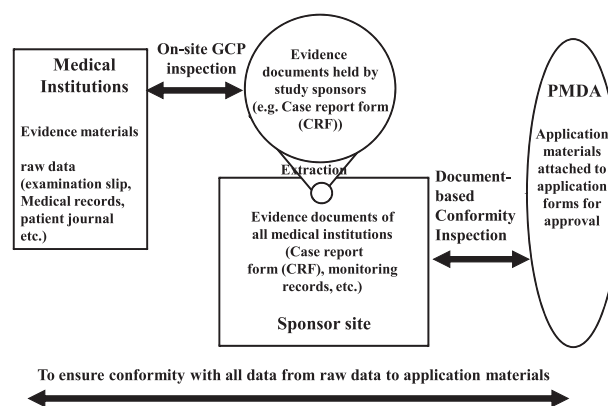 Medical
Institutions
Evidence materials
raw data
(examination slip,
Medical records,
patient journal
etc.)
On-site GCP
inspection
Evidence
documents held by
study sponsors
(e.g. Case report form
(CRF))
Extraction
Evidence documents of
all medical institutions
(Case report
form (CRF), monitoring
records, etc.)
Sponsor site
Document-
based
Conformity
Inspection
PMDA
Application
materials
attached to
application
forms for
approval
To ensure conformity with all data from raw data to application materials